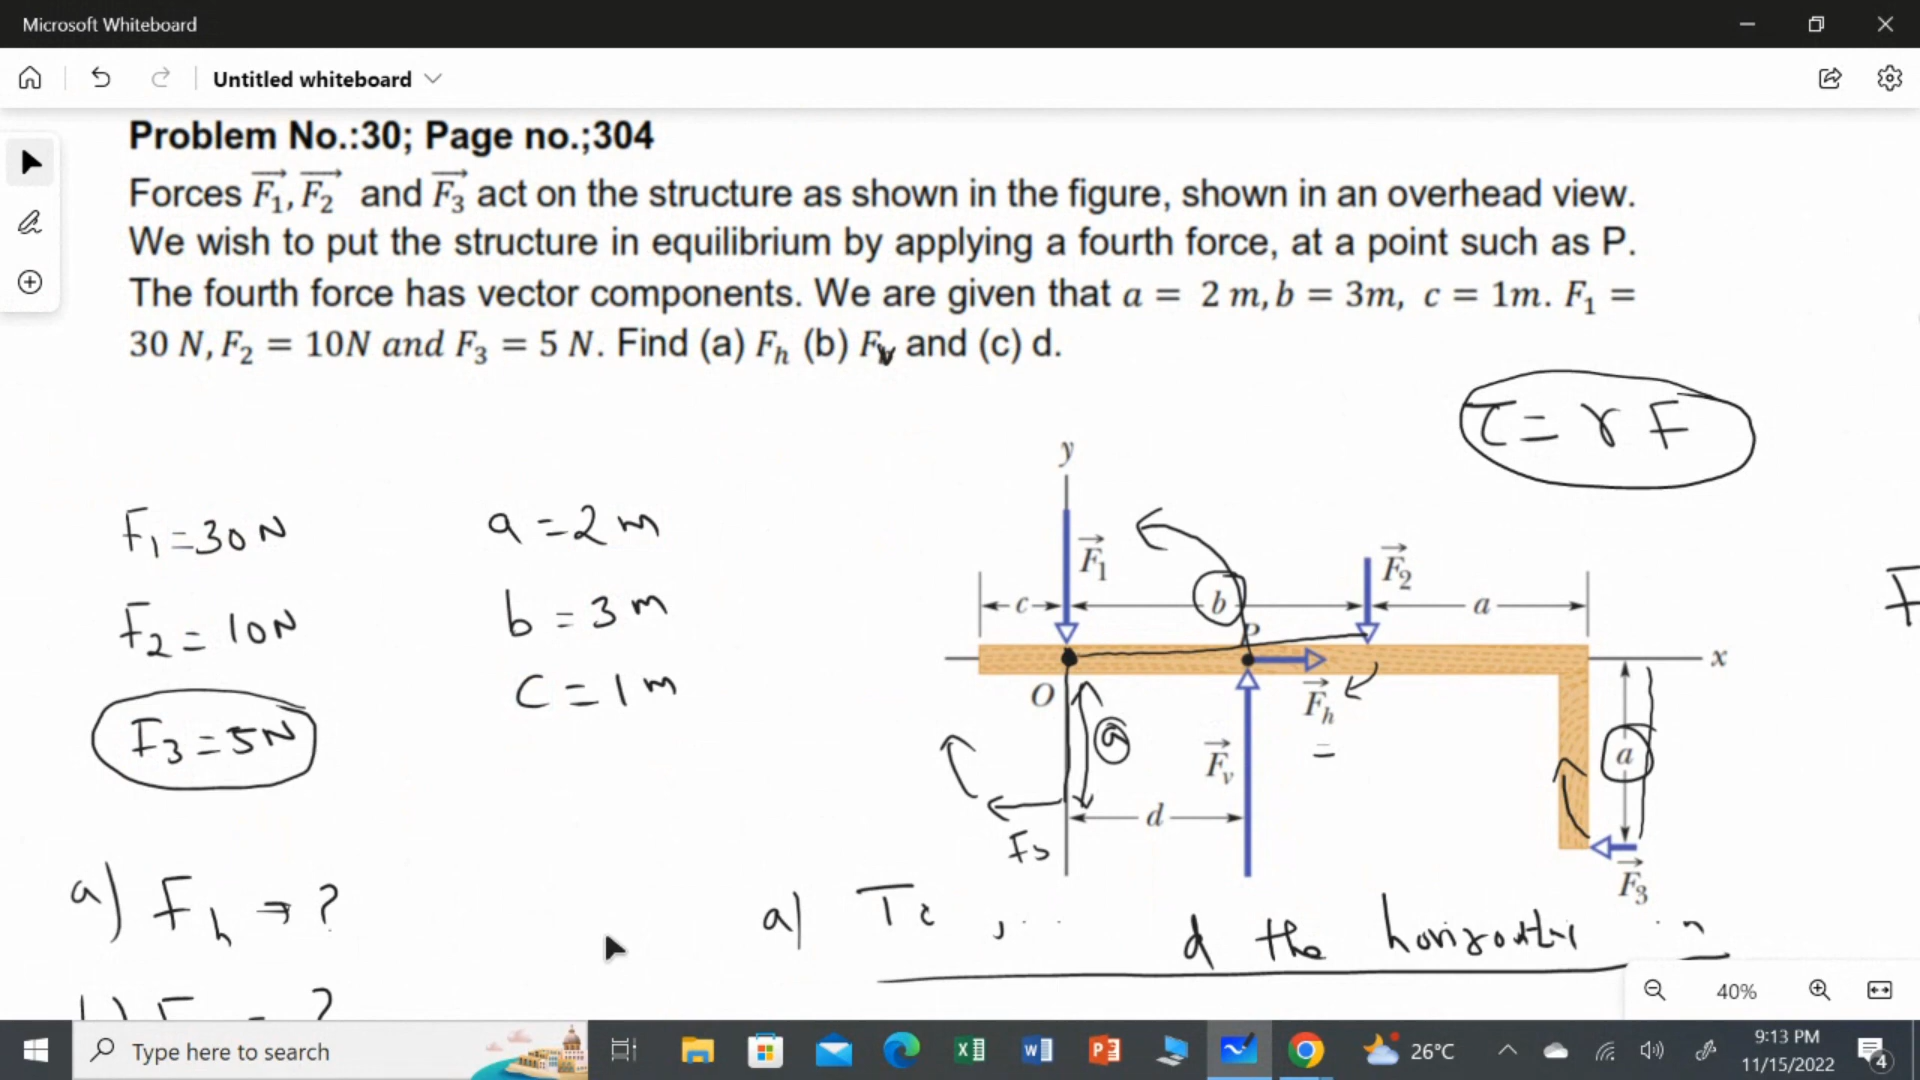 Microsoft Whiteboard
Untitled whiteboard
Problem No.:30; Page no.;304
Forces F₁, F₂ and F₃ act on the structure as shown in the figure, shown in an overhead view.
We wish to put the structure in equilibrium by applying a fourth force, at a point such as P.
The fourth force has vector components. We are given that a = 2 m, b = 3m, c = 1m. F₁ =
30 N, F₂ = 10N and F₃ = 5 N. Find (a) Fₕ (b) Fᵥ and (c) d.
τ = r F
F₁ = 30 N
a = 2 m
F₂ = 10 N
b = 3 m
F₃ = 5N
c = 1 m
y
F₁
F₂
c
b
a
P
x
O
a
Fₕ
Fᵥ
a
d
F₃
F₃
a) Fₕ = ?
a)
d the horizontal
40%
Type here to search
26°C
9:13 PM
11/15/2022
4